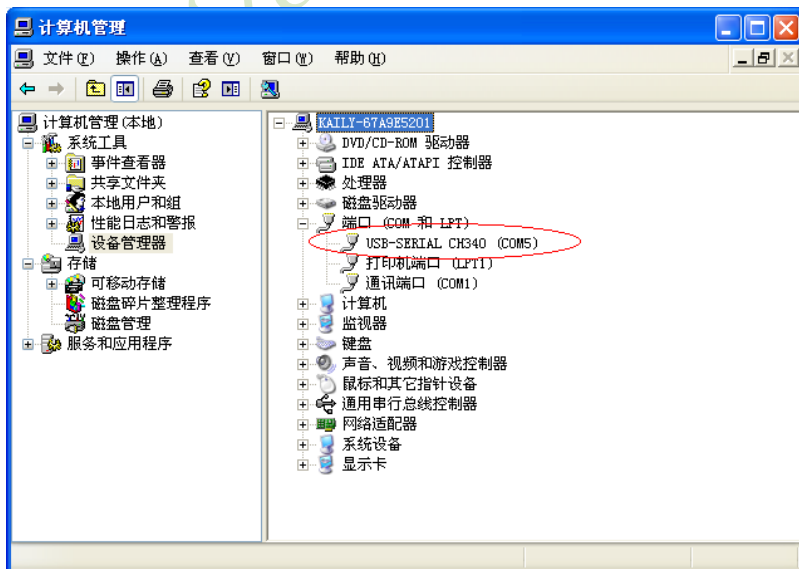 计算机管理
文件(F) 操作(A) 查看(V) 窗口(W) 帮助(H)
计算机管理(本地)
系统工具
事件查看器
共享文件夹
本地用户和组
性能日志和警报
设备管理器
存储
可移动存储
磁盘碎片整理程序
磁盘管理
服务和应用程序
KAILY-67A9E5201
DVD/CD-ROM 驱动器
IDE ATA/ATAPI 控制器
处理器
磁盘驱动器
端口 (COM 和 LPT)
USB-SERIAL CH340 (COM5)
打印机端口 (LPT1)
通讯端口 (COM1)
计算机
监视器
键盘
声音、视频和游戏控制器
鼠标和其它指针设备
通用串行总线控制器
网络适配器
系统设备
显示卡